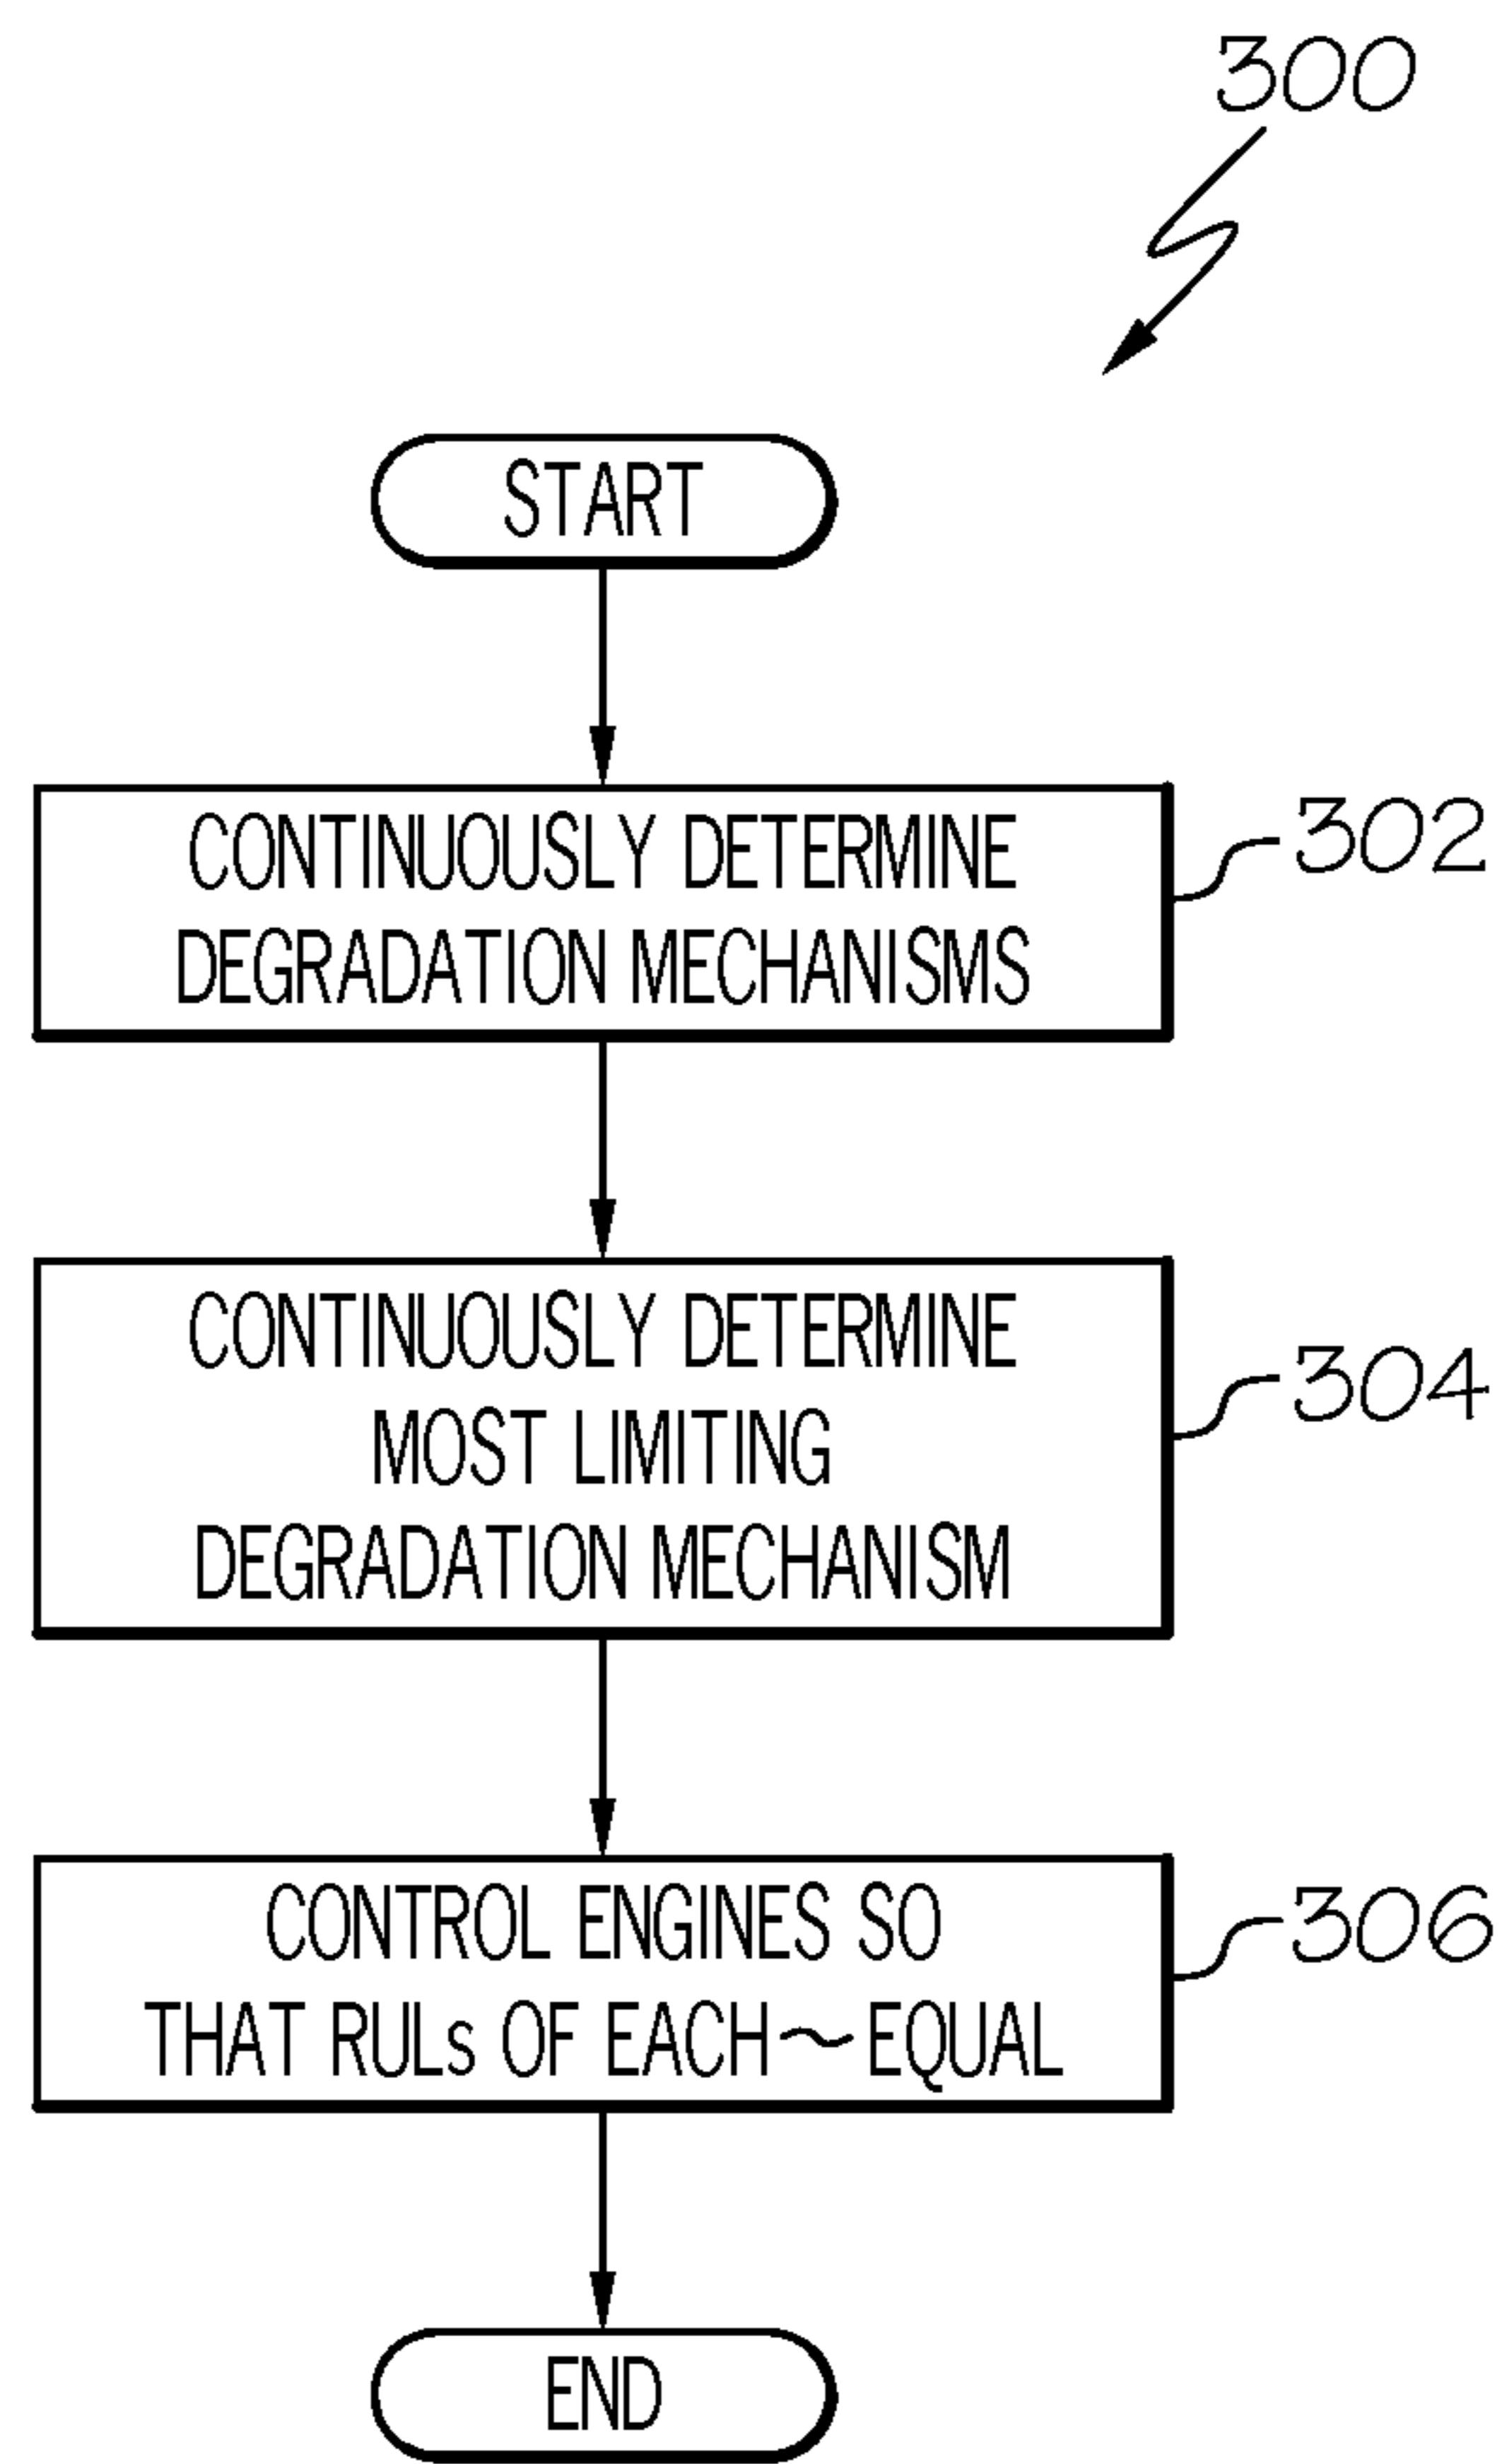 300
START
CONTINUOUSLY DETERMINE
DEGRADATION MECHANISMS
302
CONTINUOUSLY DETERMINE
MOST LIMITING
DEGRADATION MECHANISM
304
CONTROL ENGINES SO
THAT RULs OF EACH~EQUAL
306
END